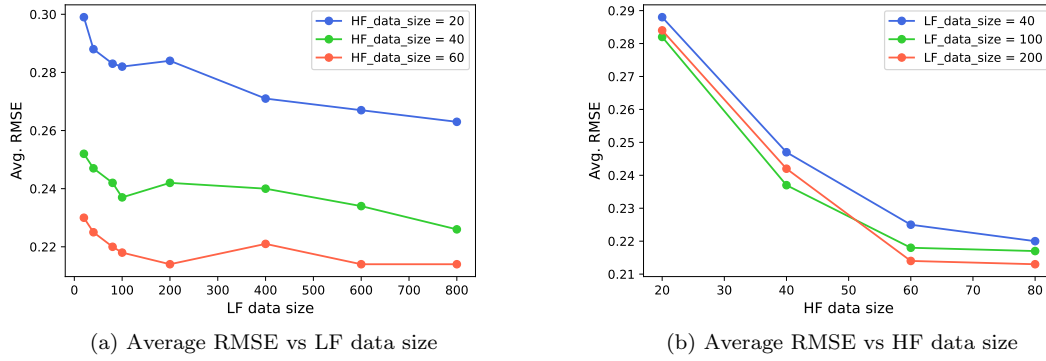 HF_data_size = 20
HF_data_size = 40
HF_data_size = 60
0.30
0.28
0.26
0.24
0.22
Avg. RMSE
0 100 200 300 400 500 600 700 800
LF data size
(a) Average RMSE vs LF data size
LF_data_size = 40
LF_data_size = 100
LF_data_size = 200
0.29
0.28
0.27
0.26
0.25
0.24
0.23
0.22
0.21
Avg. RMSE
20 30 40 50 60 70 80
HF data size
(b) Average RMSE vs HF data size